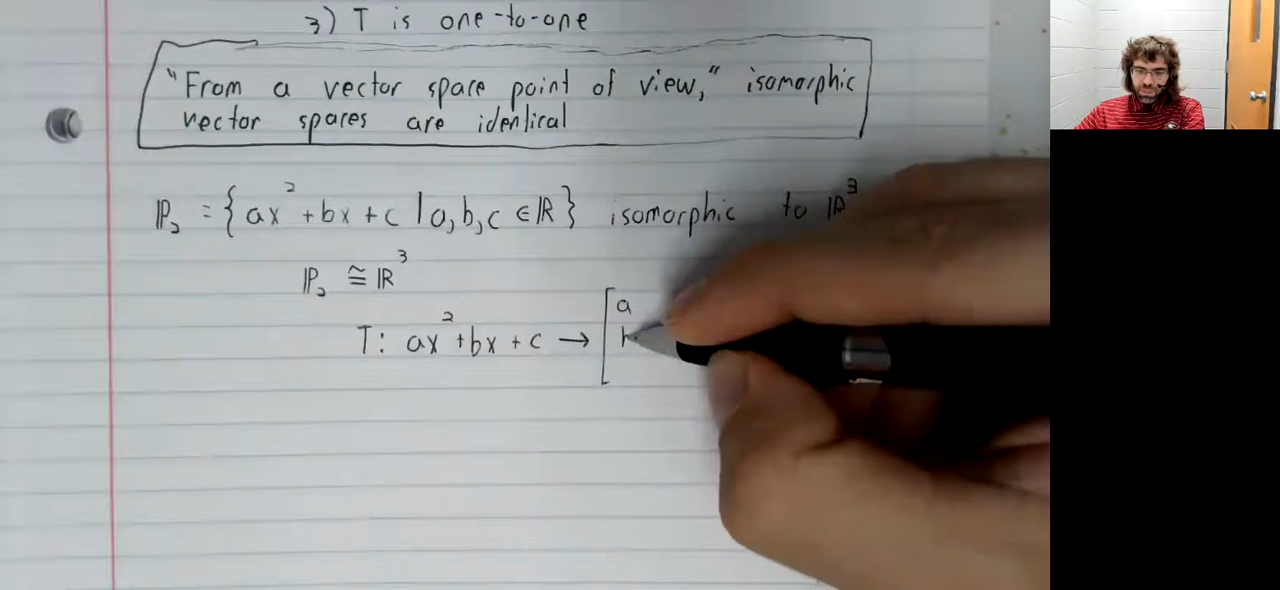 3) T is one-to-one
"From a vector space point of view," isomorphic
vector spaces are identical
ℙ₂ = { ax² + bx + c | a, b, c ∈ ℝ } isomorphic to ℝ³
ℙ₂ ≅ ℝ³
T: ax² + bx + c → [ a
b